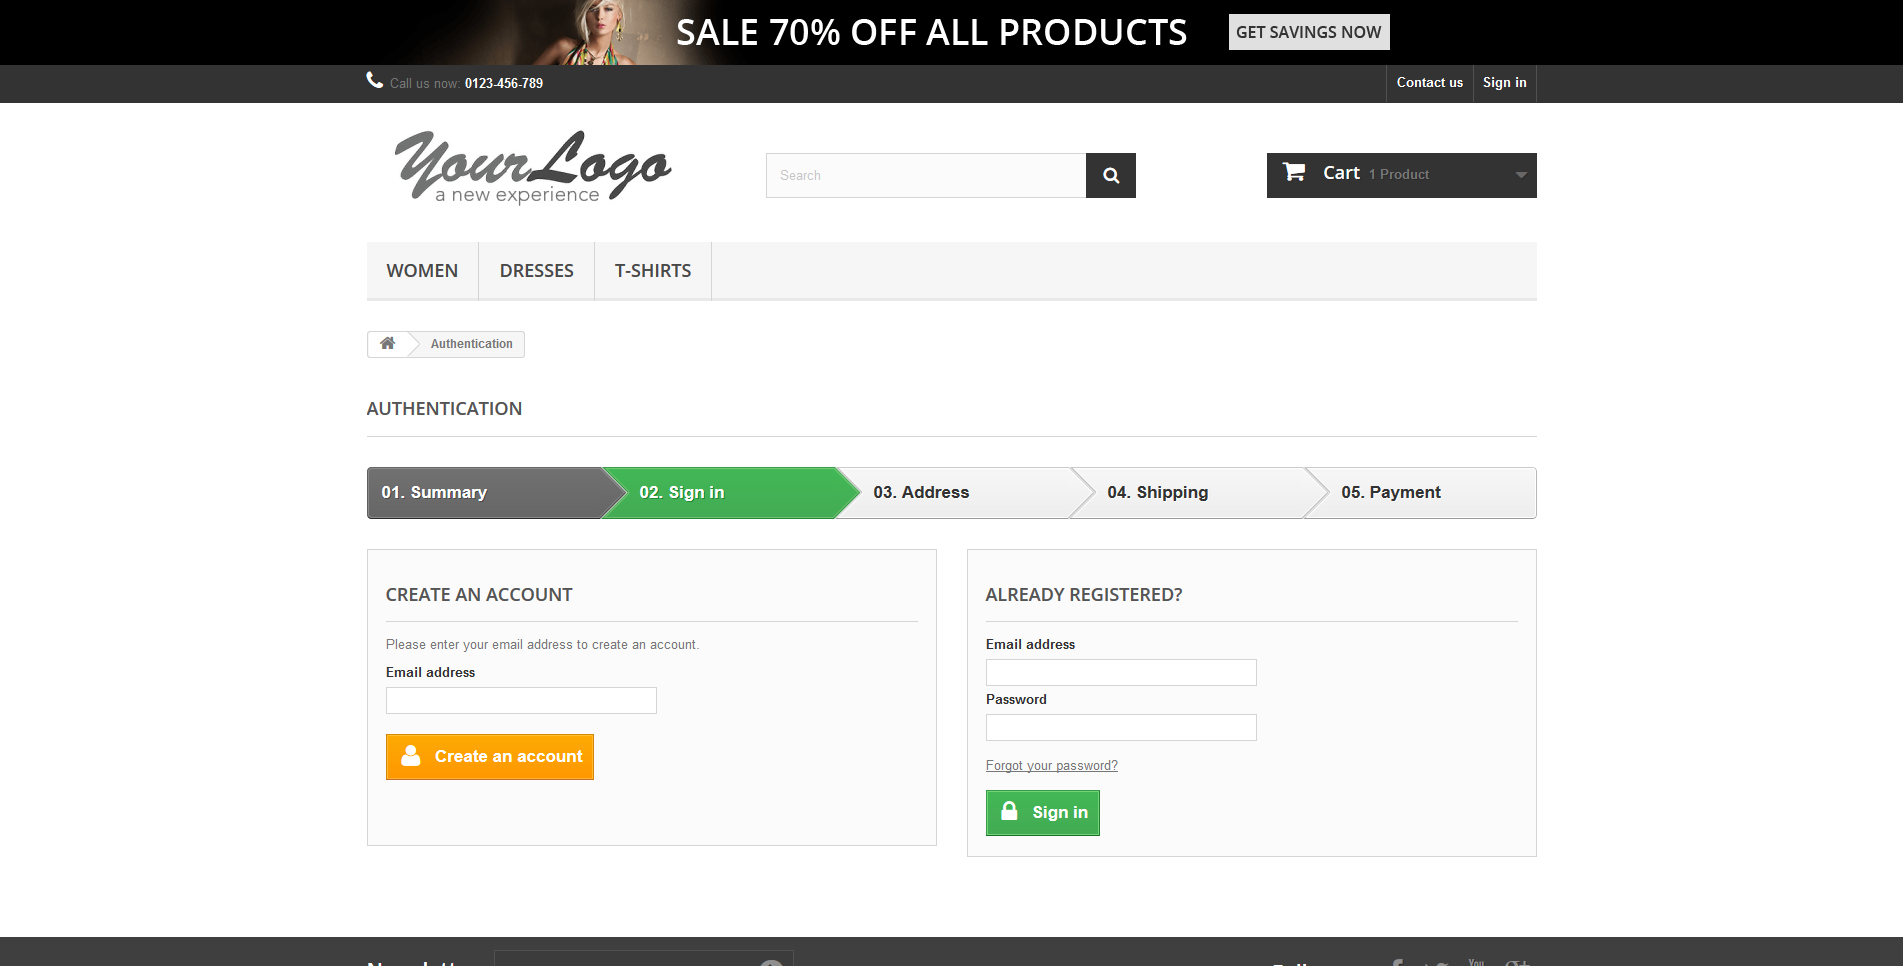 SALE 70% OFF ALL PRODUCTS GET SAVINGS NOW
Call us now: 0123-456-789 Contact us Sign in
YourLogo
a new experience
Search
Cart 1 Product
WOMEN DRESSES T-SHIRTS
Authentication
AUTHENTICATION
01. Summary 02. Sign in 03. Address 04. Shipping 05. Payment
CREATE AN ACCOUNT
Please enter your email address to create an account.
Email address
Create an account
ALREADY REGISTERED?
Email address
Password
Forgot your password?
Sign in